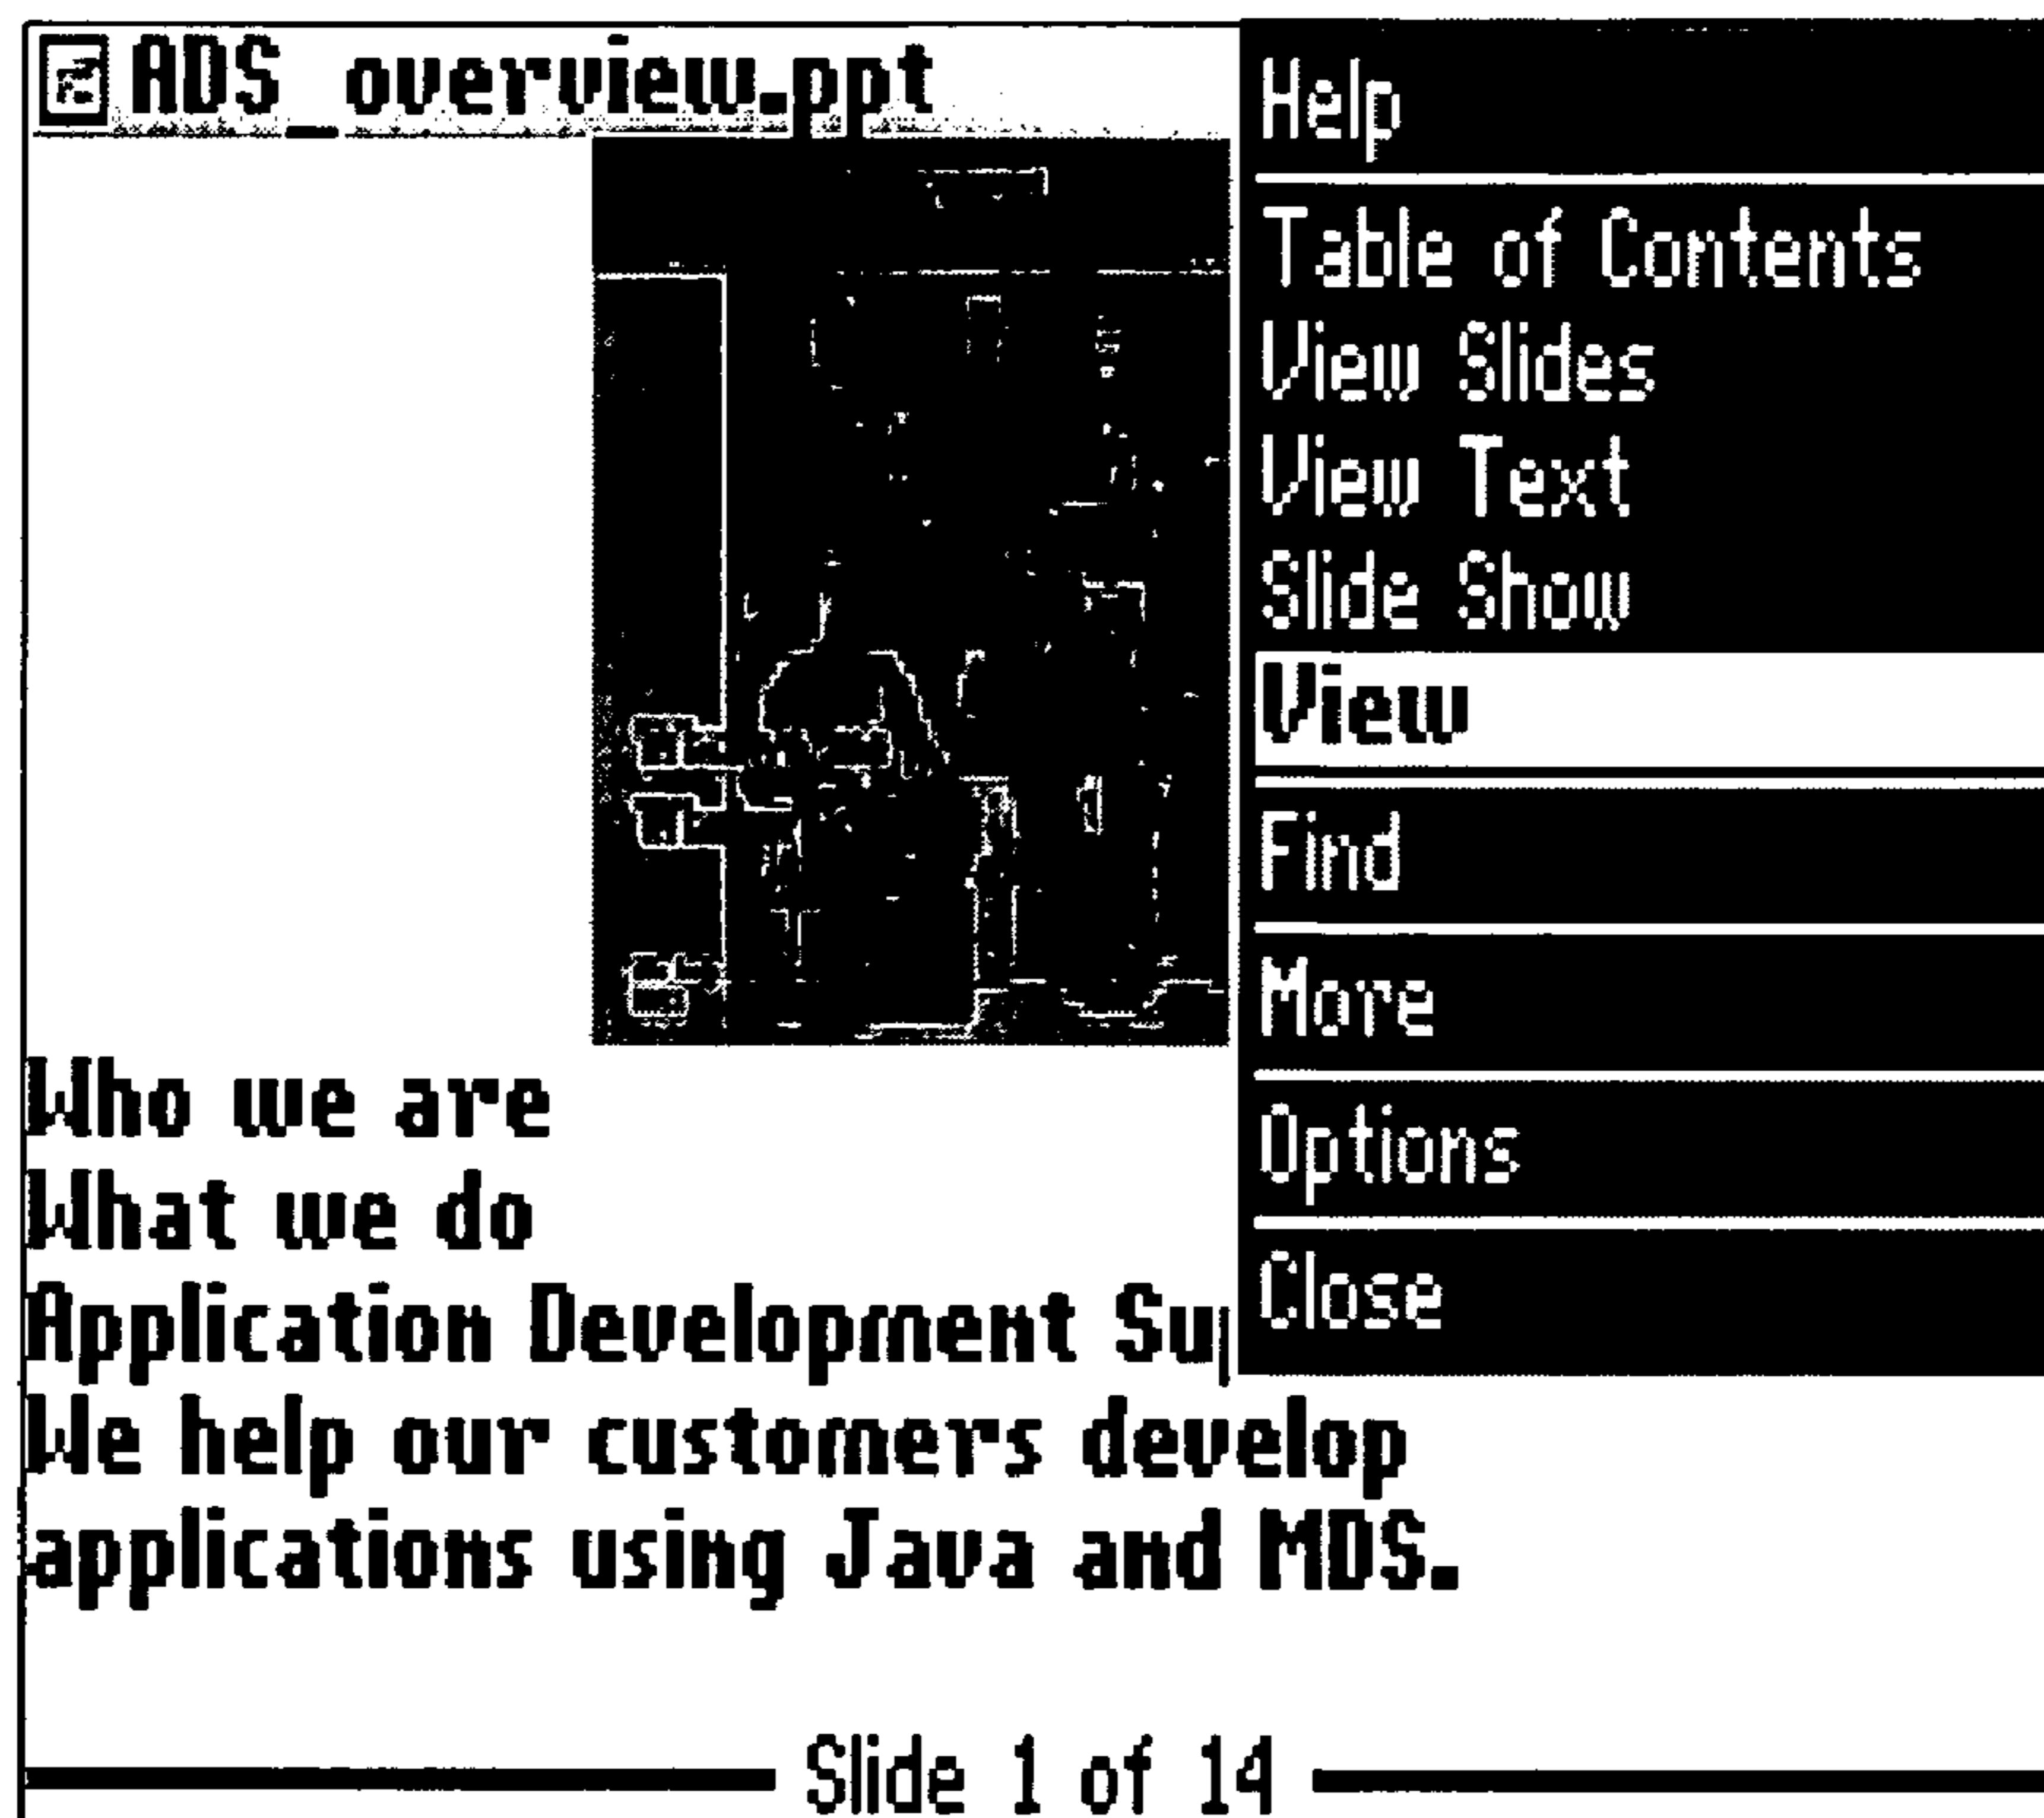 ADS_overview.ppt
Help
Table of Contents
View Slides
View Text
Slide Show
View
Find
More
Options
Close
Who we are
What we do
Application Development Sup
We help our customers develop
applications using Java and MDS.
Slide 1 of 14